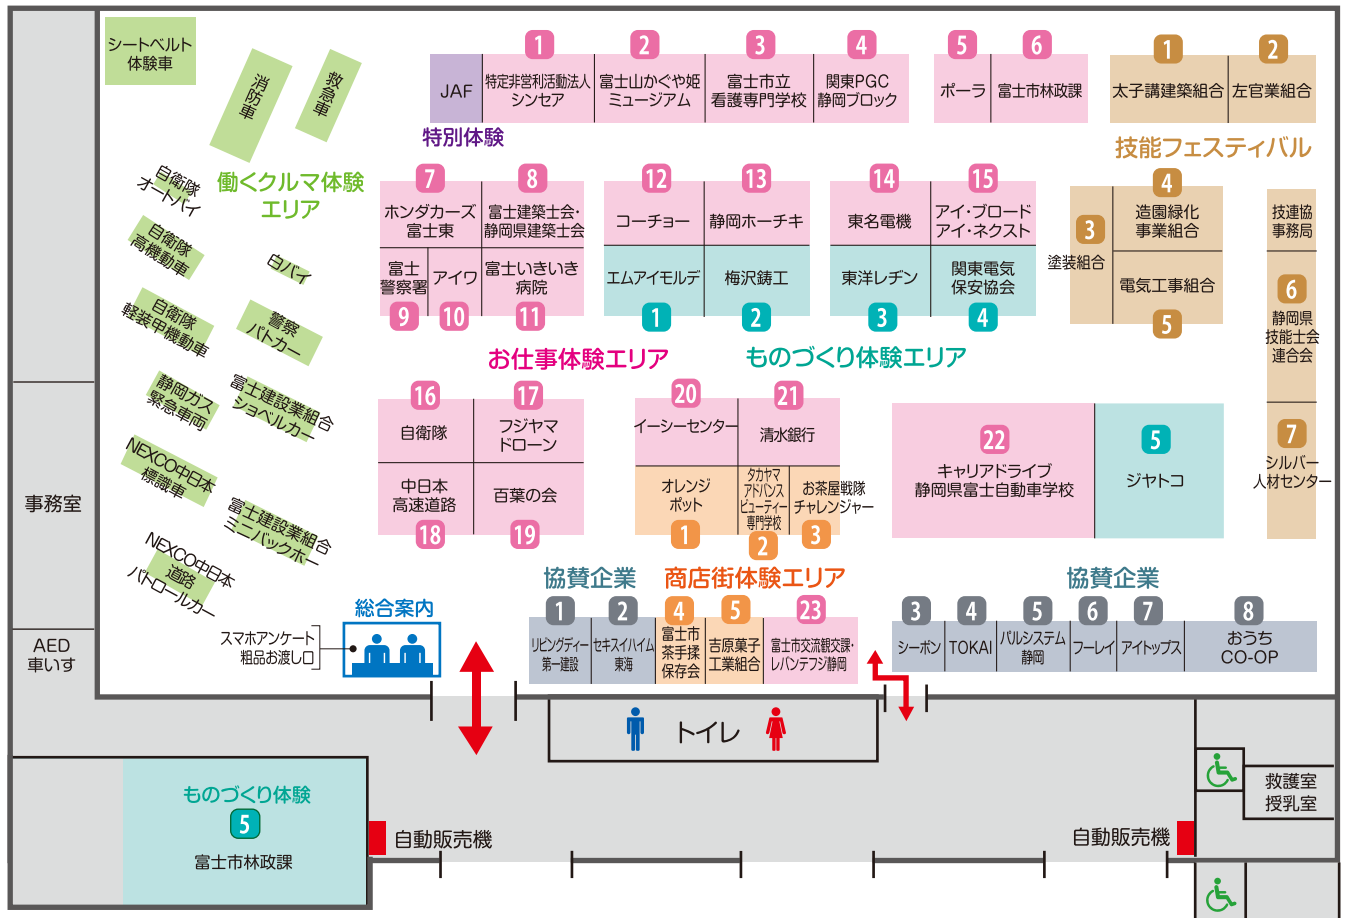 シートベルト
体験車
消防車
救急車
自衛隊
オートバイ
働くクルマ体験
エリア
自衛隊
高機動車
白バイ
自衛隊
軽装甲機動車
警察
パトカー
静岡ガス
緊急車両
富士建設業組合
ショベルカー
NEXCO中日本
標識車
富士建設業組合
ミニバックホー
NEXCO中日本
道路
パトロールカー
事務室
AED
車いす
JAF
特別体験
1
特定非営利活動法人
シンセア
2
富士山かぐや姫
ミュージアム
3
富士市立
看護専門学校
4
関東PGC
静岡ブロック
5
ポーラ
6
富士市林政課
1
太子講建築組合
2
左官業組合
技能フェスティバル
7
ホンダカーズ
富士東
8
富士建築士会・
静岡県建築士会
富士
警察署
9
アイワ
10
富士いきいき
病院
11
お仕事体験エリア
12
コーチョー
13
静岡ホーチキ
エムアイモルデ
1
梅沢鋳工
2
14
東名電機
15
アイ・ブロード
アイ・ネクスト
東洋レヂン
3
関東電気
保安協会
4
ものづくり体験エリア
3
塗装組合
4
造園緑化
事業組合
電気工事組合
5
技連協
事務局
6
静岡県
技能士会
連合会
7
シルバー
人材センター
16
自衛隊
17
フジヤマ
ドローン
中日本
高速道路
18
百葉の会
19
20
イーシーセンター
21
清水銀行
オレンジ
ポット
1
タカヤマ
アドバンス
ビューティー
専門学校
2
お茶屋戦隊
チャレンジャー
3
商店街体験エリア
22
キャリアドライブ
静岡県富士自動車学校
5
ジヤトコ
協賛企業
1
リビングディー
第一建設
2
セキスイハイム
東海
4
富士市
茶手揉
保存会
5
吉原菓子
工業組合
23
富士市交流観交課・
レバンテフジ静岡
協賛企業
3
シーボン
4
TOKAI
5
パルシステム
静岡
6
フーレイ
7
アイトップス
8
おうち
CO-OP
総合案内
スマホアンケート
粗品お渡し口
トイレ
ものづくり体験
5
富士市林政課
自動販売機
自動販売機
救護室
授乳室